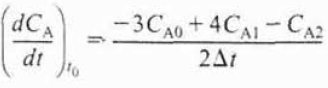 (dC_A/dt)_{t_0} = (-3C_{A0} + 4C_{A1} - C_{A2})/(2Δt)